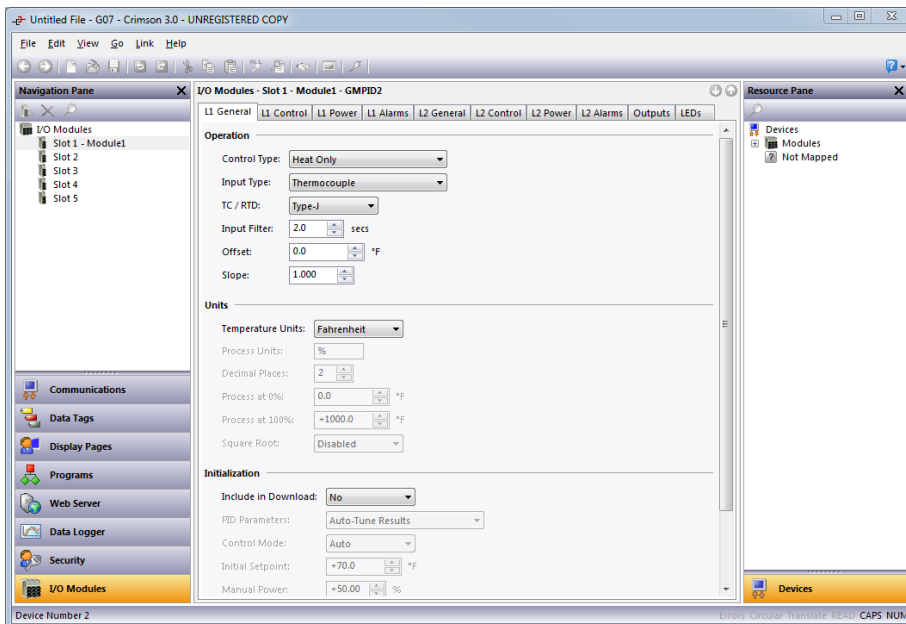 Untitled File - G07 - Crimson 3.0 - UNREGISTERED COPY
File Edit View Go Link Help
Navigation Pane
I/O Modules
Slot 1 - Module1
Slot 2
Slot 3
Slot 4
Slot 5
Communications
Data Tags
Display Pages
Programs
Web Server
Data Logger
Security
I/O Modules
I/O Modules - Slot 1 - Module1 - GMPID2
L1 General L1 Control L1 Power L1 Alarms L2 General L2 Control L2 Power L2 Alarms Outputs LEDs
Operation
Control Type: Heat Only
Input Type: Thermocouple
TC / RTD: Type-J
Input Filter: 2.0 secs
Offset: 0.0 °F
Slope: 1.000
Units
Temperature Units: Fahrenheit
Process Units: %
Decimal Places: 2
Process at 0%: 0.0 °F
Process at 100%: +1000.0 °F
Square Root: Disabled
Initialization
Include in Download: No
PID Parameters: Auto-Tune Results
Control Mode: Auto
Initial Setpoint: +70.0 °F
Manual Power: +50.00 %
Resource Pane
Devices
Modules
Not Mapped
Devices
Device Number 2
Errors Circular Translate READ CAPS NUM